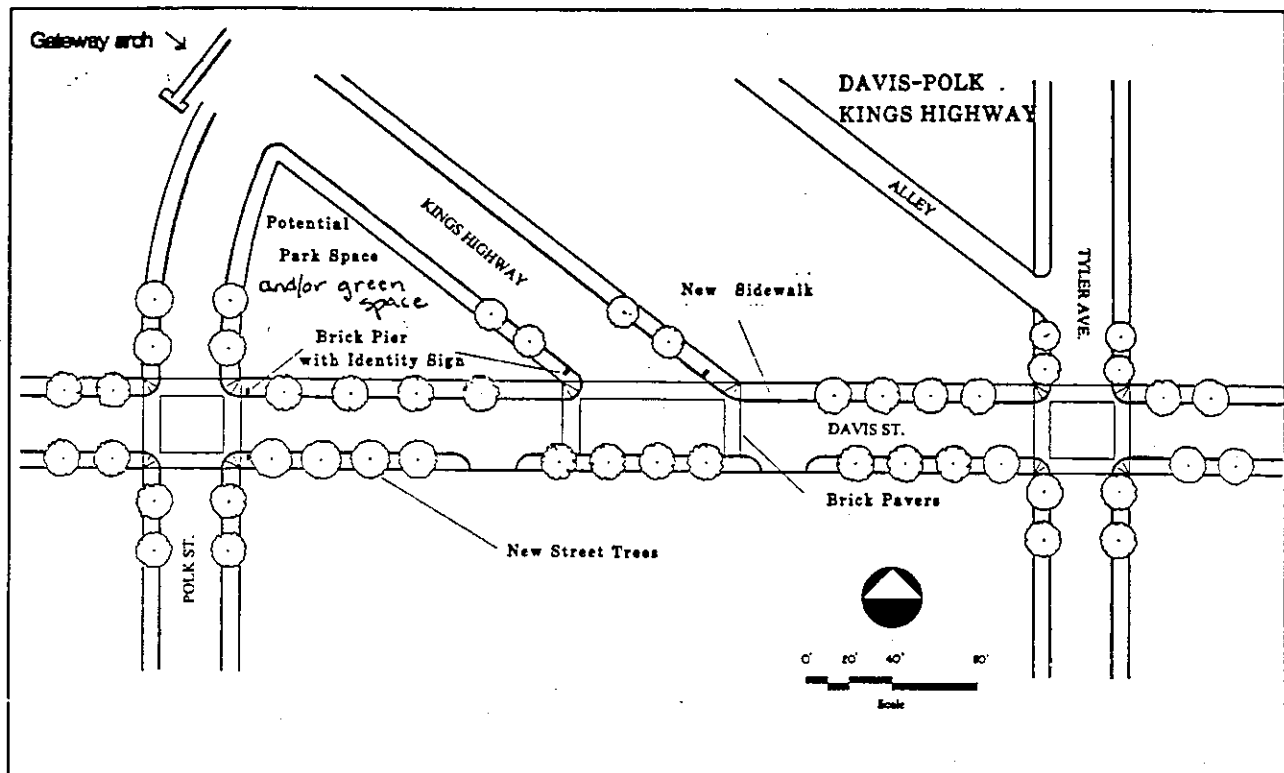 Gateway arch
DAVIS-POLK
KINGS HIGHWAY
ALLEY
KINGS HIGHWAY
Potential
Park Space
and/or green
space
TYLER AVE.
New Sidewalk
Brick Pier
with Identity Sign
DAVIS ST.
Brick Pavers
New Street Trees
POLK ST.
0' 20' 40' 80'
Scale